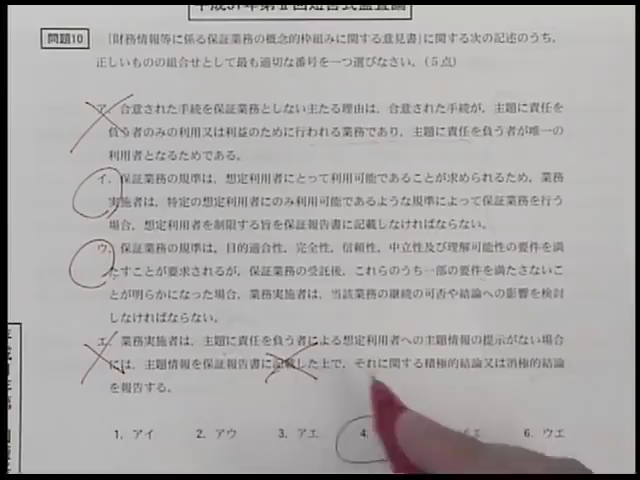 平成31年第Ⅱ回短答式監査論
問題10 「財務情報等に係る保証業務の概念的枠組みに関する意見書」に関する次の記述のうち、
正しいものの組合せとして最も適切な番号を一つ選びなさい。（5点）
ア．合意された手続を保証業務としない主たる理由は、合意された手続が、主題に責任を
負う者のみの利用又は利益のために行われる業務であり、主題に責任を負う者が唯一の
利用者となるためである。
イ．保証業務の規準は、想定利用者にとって利用可能であることが求められるため、業務
実施者は、特定の想定利用者にのみ利用可能であるような規準によって保証業務を行う
場合、想定利用者を制限する旨を保証報告書に記載しなければならない。
ウ．保証業務の規準は、目的適合性、完全性、信頼性、中立性及び理解可能性の要件を満
たすことが要求されるが、保証業務の受託後、これらのうち一部の要件を満たさないこ
とが明らかになった場合、業務実施者は、当該業務の継続の可否や結論への影響を検討
しなければならない。
エ．業務実施者は、主題に責任を負う者による想定利用者への主題情報の提示がない場合
には、主題情報を保証報告書に記載した上で、それに関する積極的結論又は消極的結論
を報告する。
1．アイ 2．アウ 3．アエ 4． 6．ウエ